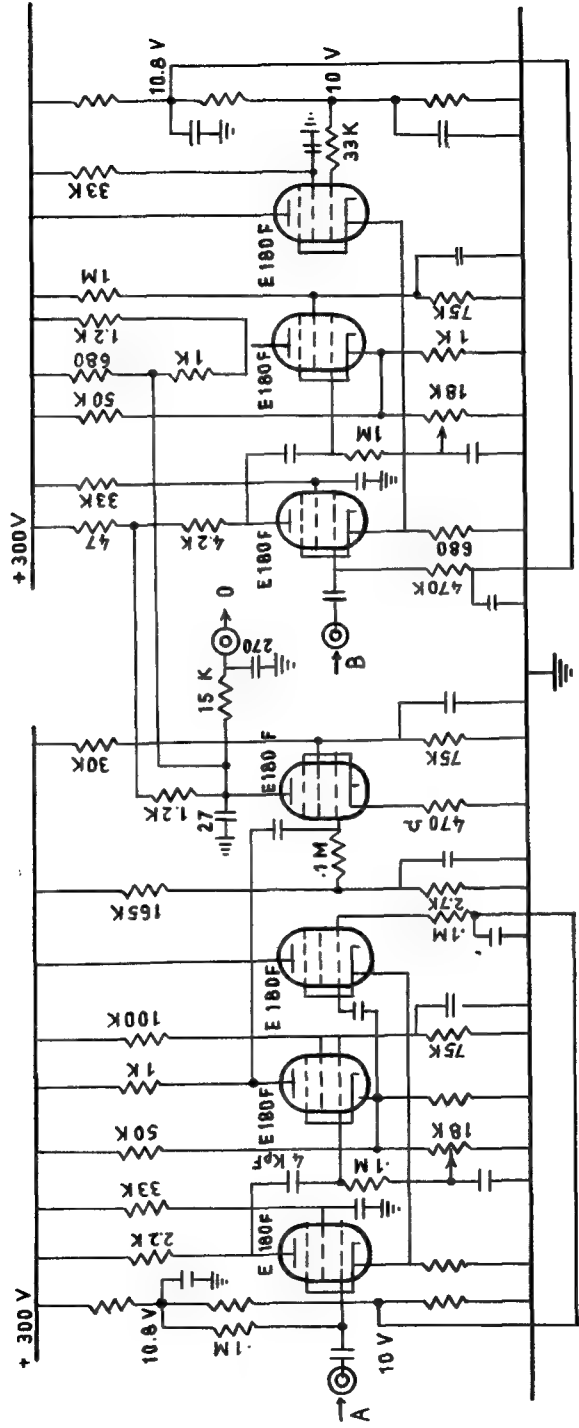 + 300 V
+300V
2.2K
33K
50K
1K
100K
165K
30K
47
33K
50K
680
1.2K
1M
33K
10.8 V
10.8 V
.1M
1.2K
27
15 K
270
O
4.2K
1K
E 180F
E180F
E 180F
E180 F
E180F
E180F
E180F
4 KpF
.1M
A
B
10 V
10 V
33K
.1M
18K
75K
.1M
2.7K
470 Ω
75K
470K
680
1M
18K
1K
75K